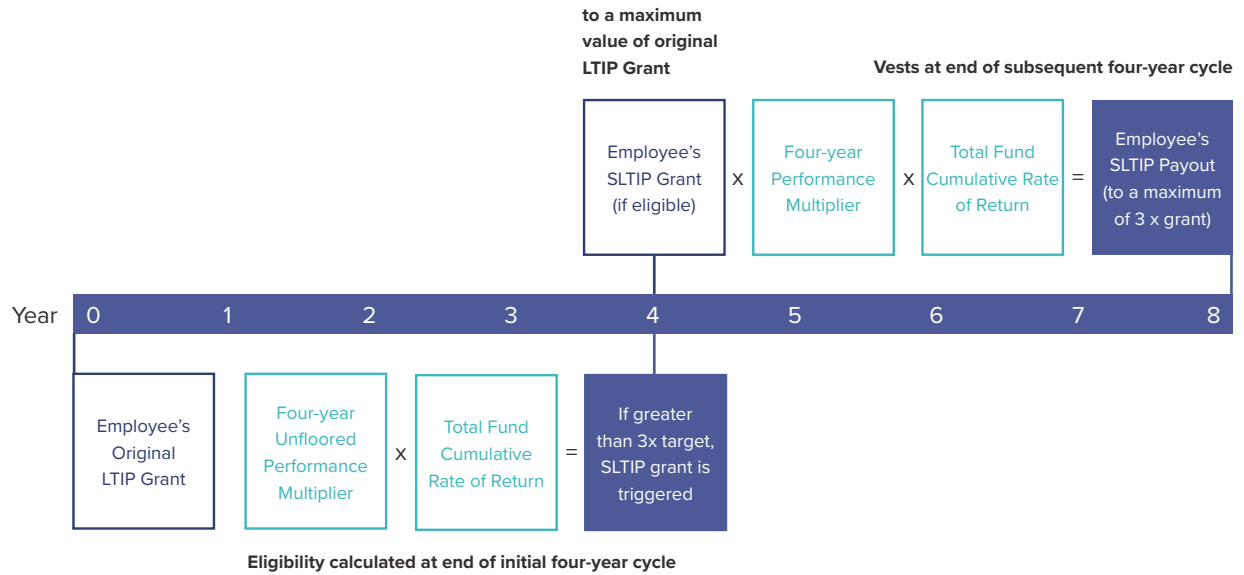 to a maximum
value of original
LTIP Grant
Vests at end of subsequent four-year cycle
Employee’s
SLTIP Grant
(if eligible)
x
Four-year
Performance
Multiplier
x
Total Fund
Cumulative Rate
of Return
=
Employee’s
SLTIP Payout
(to a maximum
of 3 x grant)
Year 0 1 2 3 4 5 6 7 8
Employee’s
Original
LTIP Grant
Four-year
Unfloored
Performance
Multiplier
x
Total Fund
Cumulative
Rate of Return
=
If greater
than 3x target,
SLTIP grant is
triggered
Eligibility calculated at end of initial four-year cycle